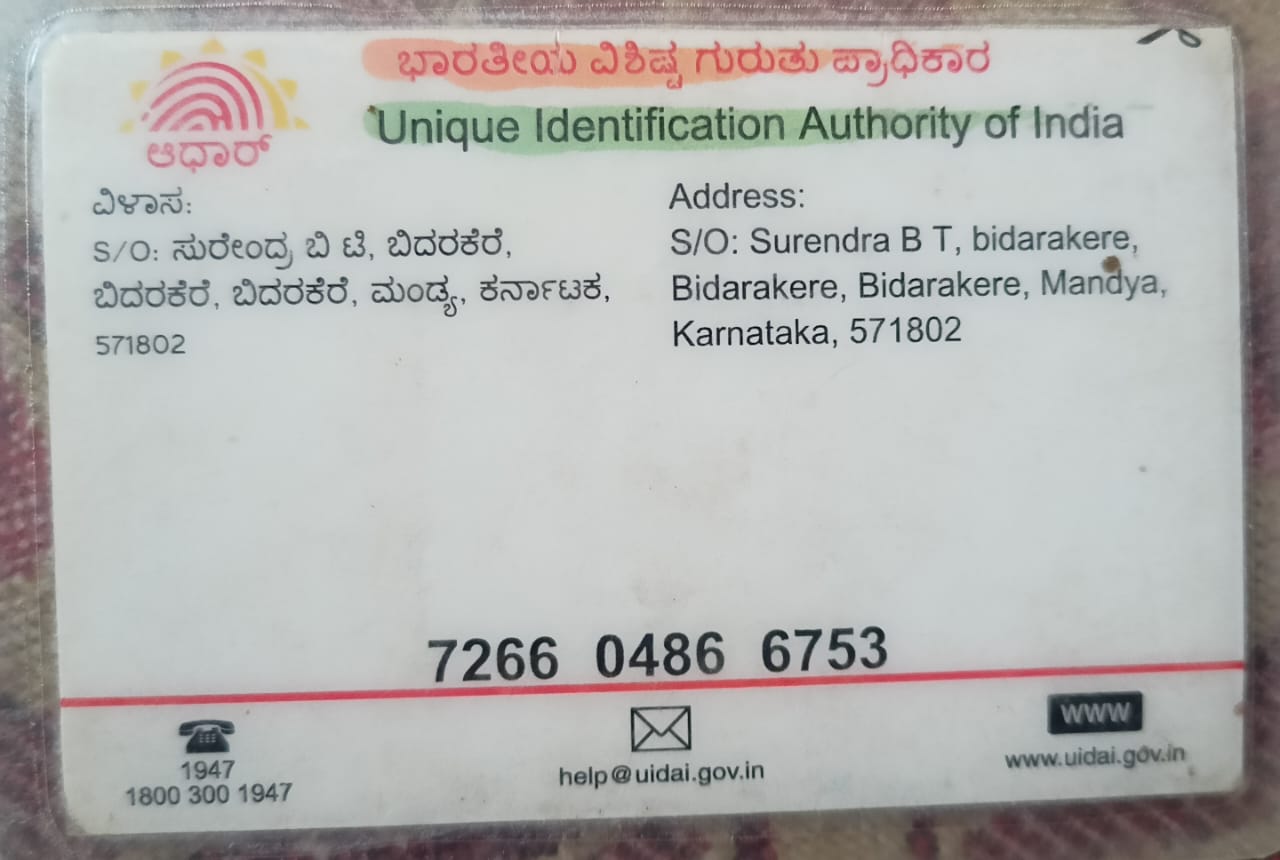 ಭಾರತೀಯ ವಿಶಿಷ್ಟ ಗುರುತು ಪ್ರಾಧಿಕಾರ
Unique Identification Authority of India
ಆಧಾರ್
ವಿಳಾಸ:
S/O: ಸುರೇಂದ್ರ ಬಿ ಟಿ, ಬಿದರಕೆರೆ,
ಬಿದರಕೆರೆ, ಬಿದರಕೆರೆ, ಮಂಡ್ಯ, ಕರ್ನಾಟಕ,
571802
Address:
S/O: Surendra B T, bidarakere,
Bidarakere, Bidarakere, Mandya,
Karnataka, 571802
7266 0486 6753
1947
1800 300 1947
help@uidai.gov.in
WWW
www.uidai.gov.in